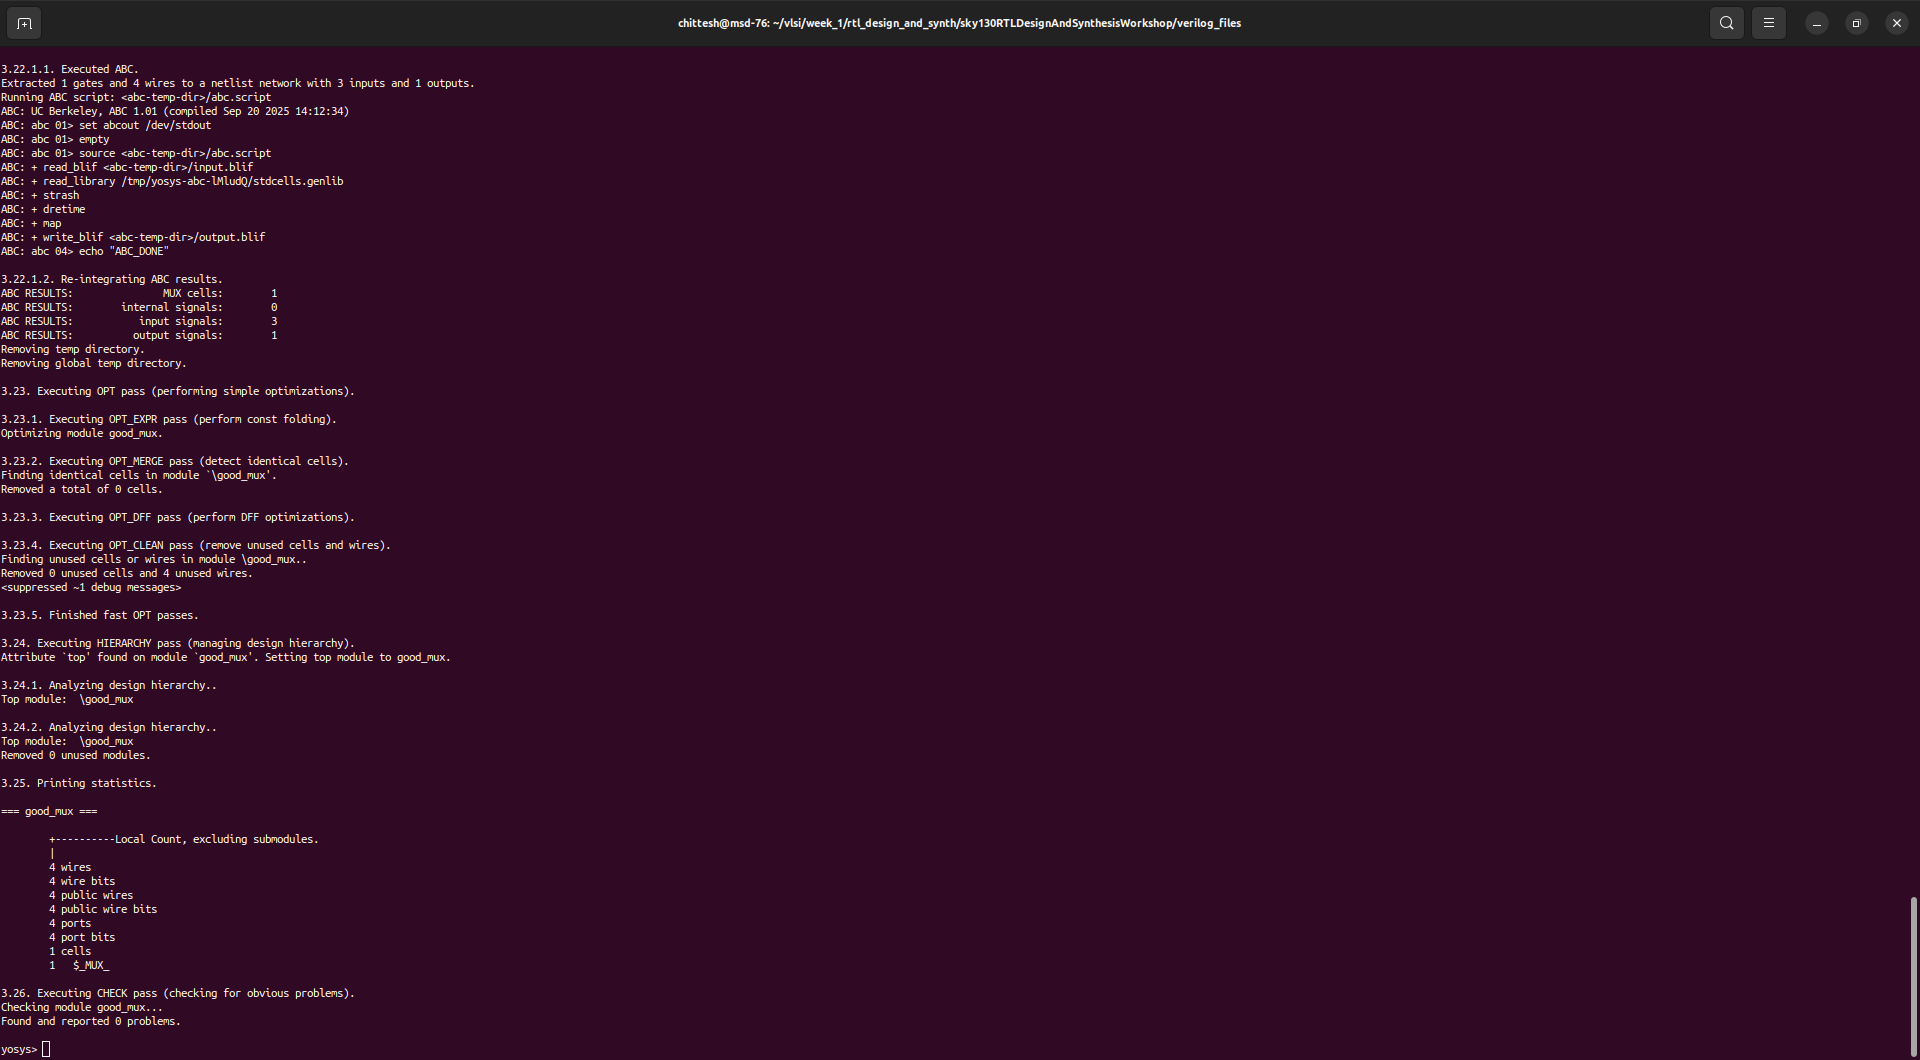 chittesh@msd-76: ~/vlsi/week_1/rtl_design_and_synth/sky130RTLDesignAndSynthesisWorkshop/verilog_files
3.22.1.1. Executed ABC.
Extracted 1 gates and 4 wires to a netlist network with 3 inputs and 1 outputs.
Running ABC script: <abc-temp-dir>/abc.script
ABC: UC Berkeley, ABC 1.01 (compiled Sep 20 2025 14:12:34)
ABC: abc 01> set abcout /dev/stdout
ABC: abc 01> empty
ABC: abc 01> source <abc-temp-dir>/abc.script
ABC: + read_blif <abc-temp-dir>/input.blif
ABC: + read_library /tmp/yosys-abc-lMludQ/stdcells.genlib
ABC: + strash
ABC: + dretime
ABC: + map
ABC: + write_blif <abc-temp-dir>/output.blif
ABC: abc 04> echo "ABC_DONE"
3.22.1.2. Re-integrating ABC results.
ABC RESULTS:               MUX cells:        1
ABC RESULTS:        internal signals:        0
ABC RESULTS:           input signals:        3
ABC RESULTS:          output signals:        1
Removing temp directory.
Removing global temp directory.
3.23. Executing OPT pass (performing simple optimizations).
3.23.1. Executing OPT_EXPR pass (perform const folding).
Optimizing module good_mux.
3.23.2. Executing OPT_MERGE pass (detect identical cells).
Finding identical cells in module `\good_mux'.
Removed a total of 0 cells.
3.23.3. Executing OPT_DFF pass (perform DFF optimizations).
3.23.4. Executing OPT_CLEAN pass (remove unused cells and wires).
Finding unused cells or wires in module \good_mux..
Removed 0 unused cells and 4 unused wires.
<suppressed ~1 debug messages>
3.23.5. Finished fast OPT passes.
3.24. Executing HIERARCHY pass (managing design hierarchy).
Attribute `top' found on module `good_mux'. Setting top module to good_mux.
3.24.1. Analyzing design hierarchy..
Top module:  \good_mux
3.24.2. Analyzing design hierarchy..
Top module:  \good_mux
Removed 0 unused modules.
3.25. Printing statistics.
=== good_mux ===
+----------Local Count, excluding submodules.
|
4 wires
4 wire bits
4 public wires
4 public wire bits
4 ports
4 port bits
1 cells
1   $_MUX_
3.26. Executing CHECK pass (checking for obvious problems).
Checking module good_mux...
Found and reported 0 problems.
yosys>